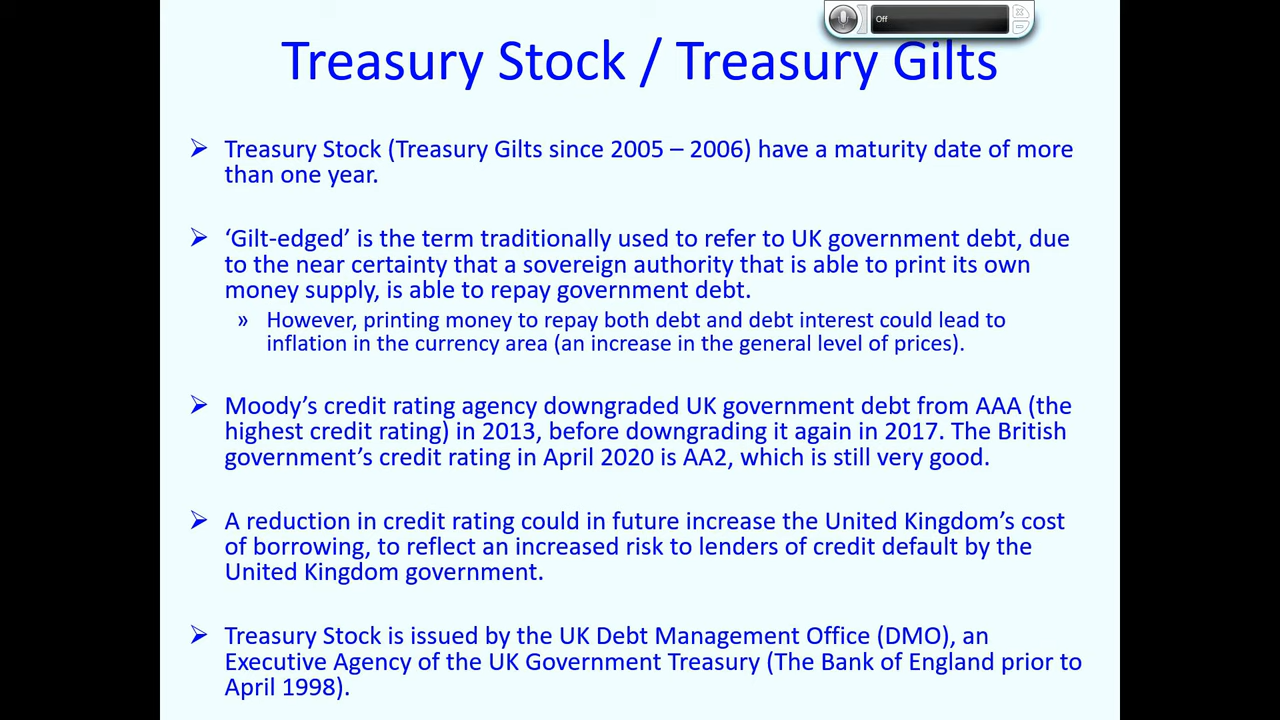 Off
Treasury Stock / Treasury Gilts
Treasury Stock (Treasury Gilts since 2005 – 2006) have a maturity date of more
than one year.
‘Gilt-edged’ is the term traditionally used to refer to UK government debt, due
to the near certainty that a sovereign authority that is able to print its own
money supply, is able to repay government debt.
» However, printing money to repay both debt and debt interest could lead to
inflation in the currency area (an increase in the general level of prices).
Moody’s credit rating agency downgraded UK government debt from AAA (the
highest credit rating) in 2013, before downgrading it again in 2017. The British
government’s credit rating in April 2020 is AA2, which is still very good.
A reduction in credit rating could in future increase the United Kingdom’s cost
of borrowing, to reflect an increased risk to lenders of credit default by the
United Kingdom government.
Treasury Stock is issued by the UK Debt Management Office (DMO), an
Executive Agency of the UK Government Treasury (The Bank of England prior to
April 1998).